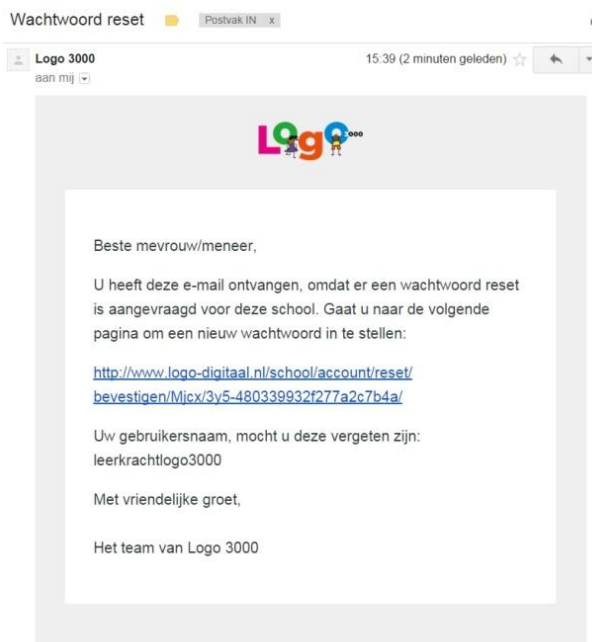 Wachtwoord reset Postvak IN x
Logo 3000 15:39 (2 minuten geleden)
aan mij
Logo 3000
Beste mevrouw/meneer,
U heeft deze e-mail ontvangen, omdat er een wachtwoord reset
is aangevraagd voor deze school. Gaat u naar de volgende
pagina om een nieuw wachtwoord in te stellen:
http://www.logo-digitaal.nl/school/account/reset/
bevestigen/Mjcx/3y5-480339932f277a2c7b4a/
Uw gebruikersnaam, mocht u deze vergeten zijn:
leerkrachtlogo3000
Met vriendelijke groet,
Het team van Logo 3000